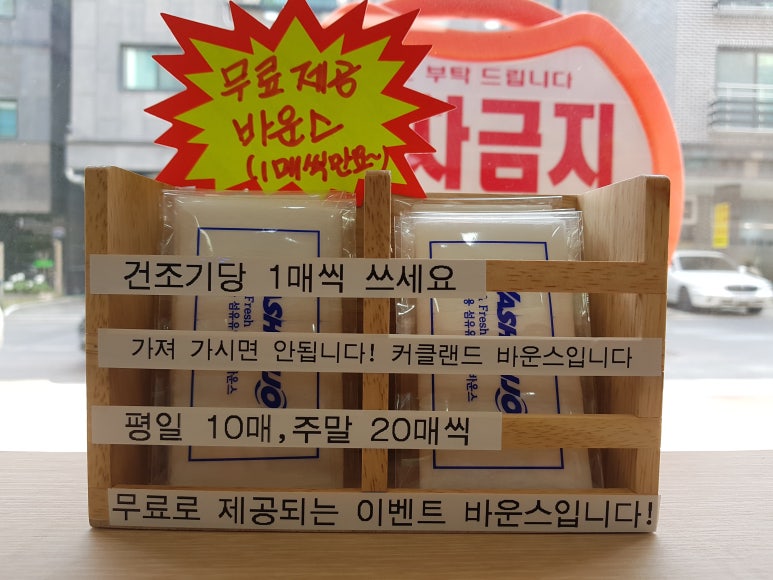 무료제공
바운스
(1매씩만요~)
부탁 드립니다
차금지
건조기당 1매씩 쓰세요
Fresh
가져 가시면 안됩니다! 커클랜드 바운스입니다
평일 10매,주말 20매씩
무료로 제공되는 이벤트 바운스입니다!